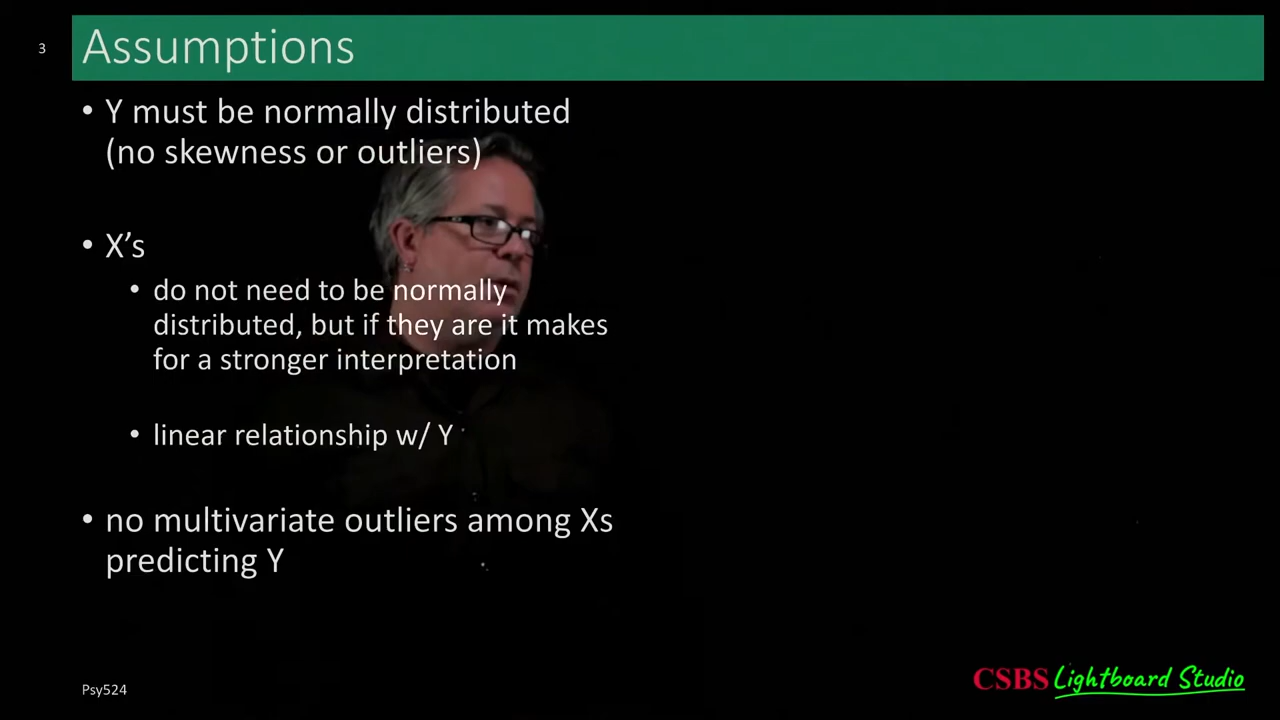 3
Assumptions
• Y must be normally distributed
(no skewness or outliers)
• X’s
• do not need to be normally
distributed, but if they are it makes
for a stronger interpretation
• linear relationship w/ Y
• no multivariate outliers among Xs
predicting Y
Psy524
CSBS Lightboard Studio